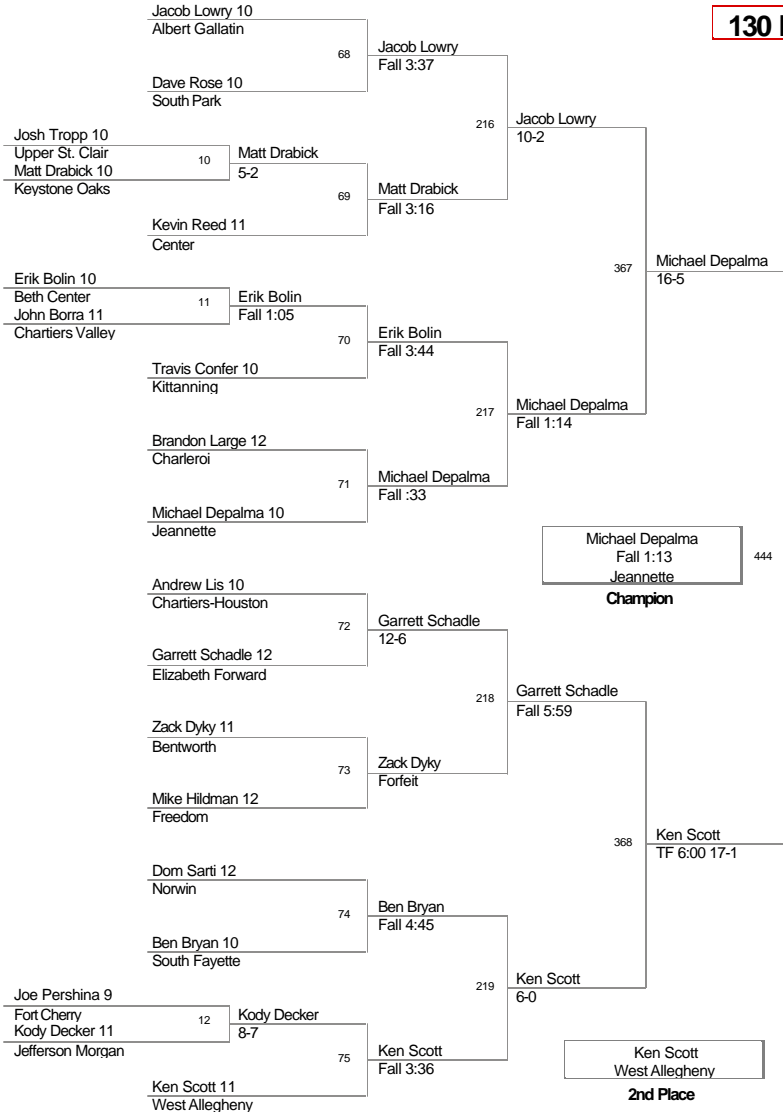 130
Jacob Lowry 10
Albert Gallatin
68
Jacob Lowry
Fall 3:37
Dave Rose 10
South Park
216
Jacob Lowry
10-2
Josh Tropp 10
Upper St. Clair
10
Matt Drabick
5-2
Matt Drabick 10
Keystone Oaks
69
Matt Drabick
Fall 3:16
Kevin Reed 11
Center
367
Michael Depalma
16-5
Erik Bolin 10
Beth Center
11
Erik Bolin
Fall 1:05
John Borra 11
Chartiers Valley
70
Erik Bolin
Fall 3:44
Travis Confer 10
Kittanning
217
Michael Depalma
Fall 1:14
Brandon Large 12
Charleroi
71
Michael Depalma
Fall :33
Michael Depalma 10
Jeannette
Michael Depalma
Fall 1:13
Jeannette
444
Champion
Andrew Lis 10
Chartiers-Houston
72
Garrett Schadle
12-6
Garrett Schadle 12
Elizabeth Forward
218
Garrett Schadle
Fall 5:59
Zack Dyky 11
Bentworth
73
Zack Dyky
Forfeit
Mike Hildman 12
Freedom
368
Ken Scott
TF 6:00 17-1
Dom Sarti 12
Norwin
74
Ben Bryan
Fall 4:45
Ben Bryan 10
South Fayette
219
Ken Scott
6-0
Joe Pershina 9
Fort Cherry
12
Kody Decker
8-7
Kody Decker 11
Jefferson Morgan
75
Ken Scott
Fall 3:36
Ken Scott 11
West Allegheny
Ken Scott
West Allegheny
2nd Place